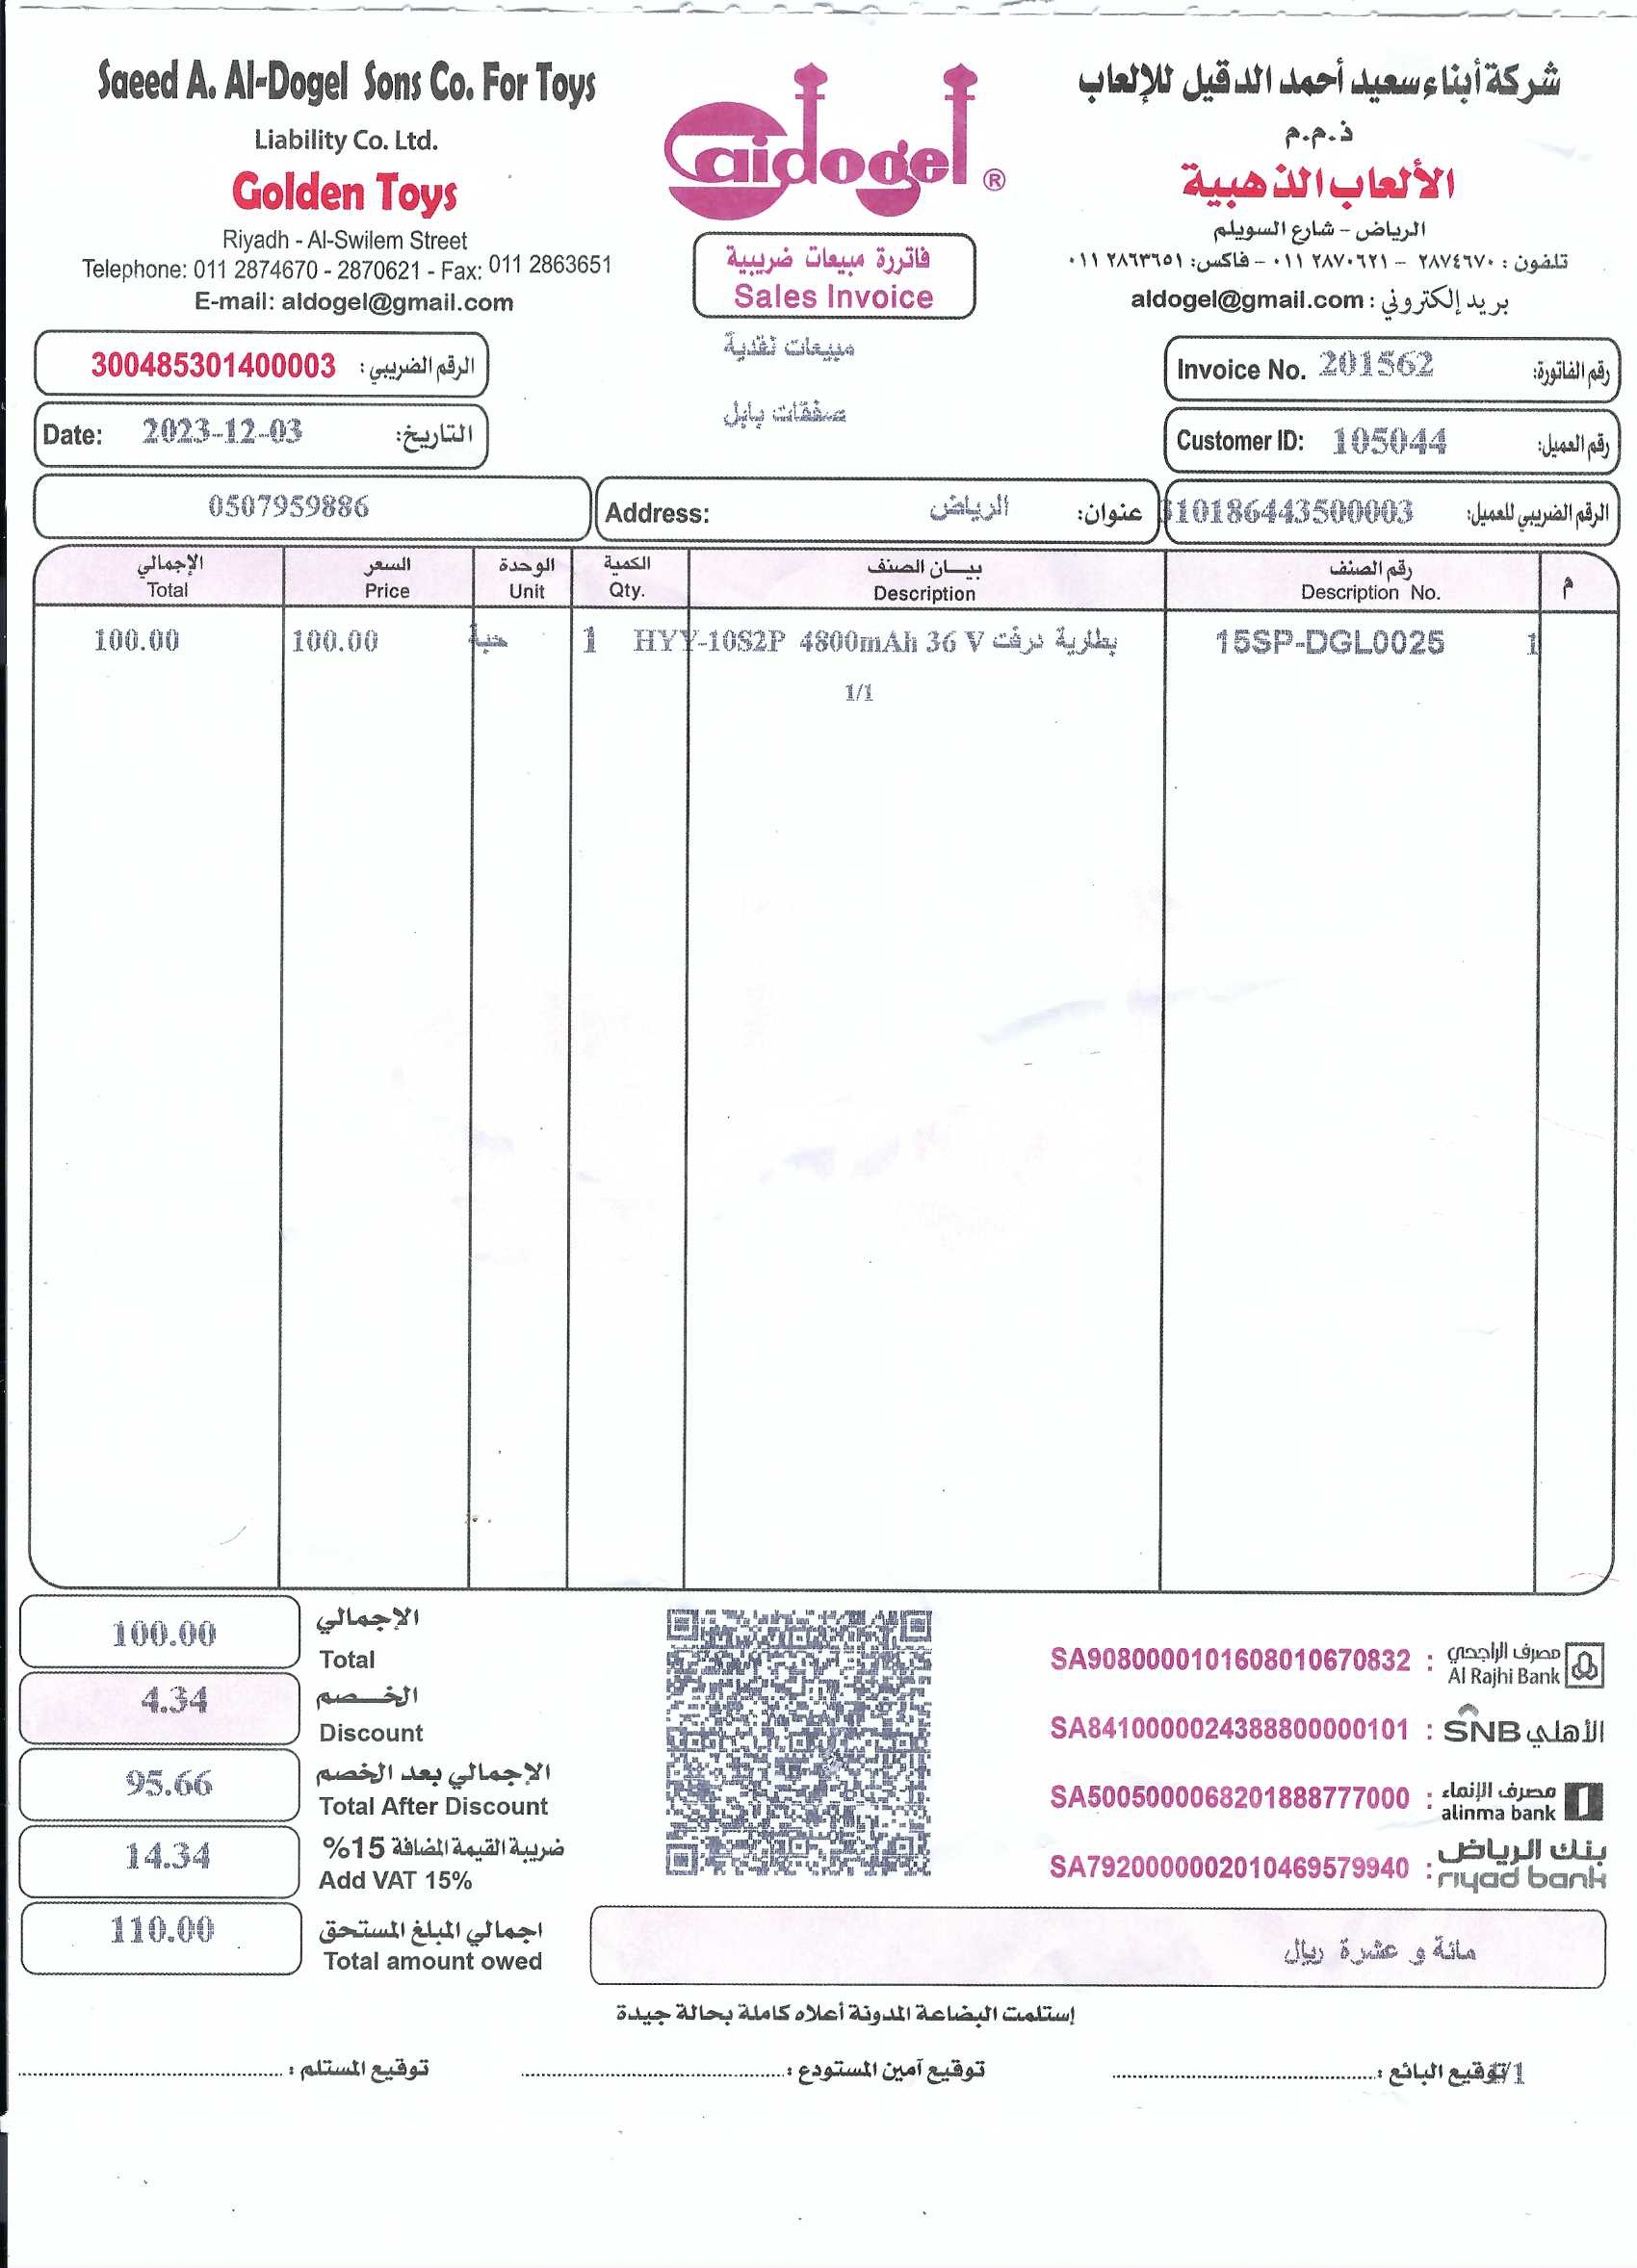 Saeed A. Al-Dogel Sons Co. For Toys
Liability Co. Ltd.
Golden Toys
Riyadh - Al-Swilem Street
Telephone: 011 2874670 - 2870621 - Fax: 011 2863651
E-mail: aldogel@gmail.com
aidogel ®
فاتررة مبيعات ضريبية
Sales Invoice
شركة أبناء سعيد أحمد الدقيل للإلعاب
ذ.م.م
الألعاب الذهبية
الرياض - شارع السويلم
تلفون : ٢٨٧٤٦٧٠ - ٢٨٧٠٦٢١ ٠١١ - فاكس: ٢٨٦٣٦٥١ ٠١١
بريد إلكتروني : aldogel@gmail.com
الرقم الضريبي : 300485301400003
مبيعات نقدية
Invoice No. 201562 رقم الفاتورة:
Date: 2023-12-03 التاريخ:
صفقات بابل
Customer ID: 105044 رقم العميل:
0507959886
Address: الرياض عنوان:
310186443500003 الرقم الضريبي للعميل:
م
رقم الصنف
Description No.
بيــان الصنف
Description
الكمية
Qty.
الوحدة
Unit
السعر
Price
الإجمالي
Total
1 15SP-DGL0025 بطارية درفت HYY-10S2P 4800mAh 36 V 1 حبة 100.00 100.00
1/1
100.00 الإجمالي
Total
4.34 الخـــصم
Discount
95.66 الإجمالي بعد الخصم
Total After Discount
14.34 ضريبة القيمة المضافة 15%
Add VAT 15%
110.00 اجمالي المبلغ المستحق
Total amount owed
SA9080000101608010670832 : مصرف الراجحي
Al Rajhi Bank
SA8410000024388800000101 : SNB الأهلي
SA5005000068201888777000 : مصرف الإنماء
alinma bank
SA7920000002010469579940 : بنك الرياض
riyad bank
مائة و عشرة ريال
إستلمت البضاعة المدونة أعلاه كاملة بحالة جيدة
توقيع البائع :
1/1
توقيع آمين المستودع :
توقيع المستلم :